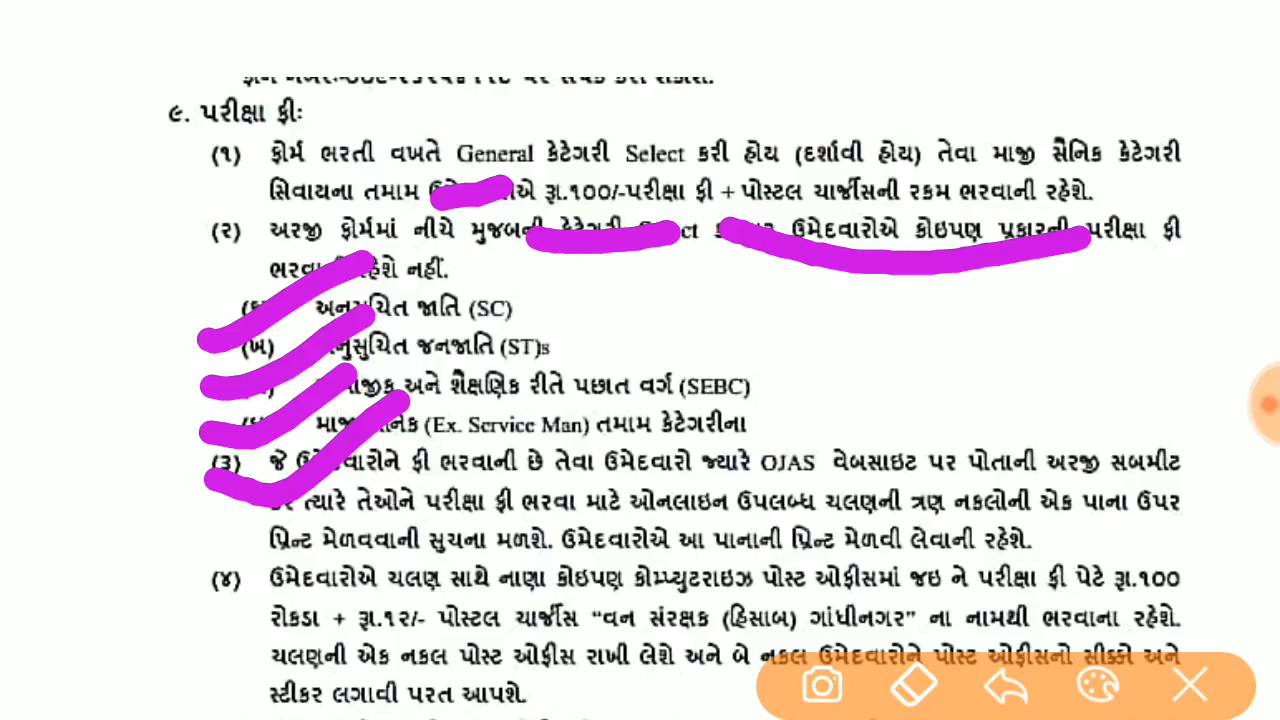 ૯. પરીક્ષા ફીઃ
(૧) ફોર્મ ભરતી વખતે General કેટેગરી Select કરી હોય (દર્શાવી હોય) તેવા માજી સૈનિક કેટેગરી
સિવાયના તમામ રૂા.૧૦૦/-પરીક્ષા ફી + પોસ્ટલ ચાર્જીસની રકમ ભરવાની રહેશે.
(૨) અરજી ફોર્મમાં નીચે મુજબની ઉમેદવારોએ કોઇપણ પ્રકારની પરીક્ષા ફી
નહીં.
જાતિ (SC)
(ખ) અનુસુચિત જનજાતિ (ST)s
અને શૈક્ષણિક રીતે પછાત વર્ગ (SEBC)
(Ex. Service Man) તમામ કેટેગરીના
(૩) જે ઉમેદવારોને ફી ભરવાની છે તેવા ઉમેદવારો જ્યારે OJAS વેબસાઇટ પર પોતાની અરજી સબમીટ
ત્યારે તેઓને પરીક્ષા ફી ભરવા માટે ઓનલાઇન ઉપલબ્ધ ચલણની ત્રણ નકલોની એક પાના ઉપર
પ્રિન્ટ મેળવવાની સુચના મળશે. ઉમેદવારોએ આ પાનાની પ્રિન્ટ મેળવી લેવાની રહેશે.
(૪) ઉમેદવારોએ ચલણ સાથે નાણા કોઇપણ કોમ્પ્યુટરાઇઝ પોસ્ટ ઓફીસમાં જઇ ને પરીક્ષા ફી પેટે રૂા.૧૦૦
રોકડા + રૂા.૧૨/- પોસ્ટલ ચાર્જીસ “વન સંરક્ષક (હિસાબ) ગાંધીનગર” ના નામથી ભરવાના રહેશે.
ચલણની એક નકલ પોસ્ટ ઓફીસ રાખી લેશે અને બે નકલ ઉમેદવારોને પોસ્ટ ઓફીસનો સીક્કો અને
સ્ટીકર લગાવી પરત આપશે.